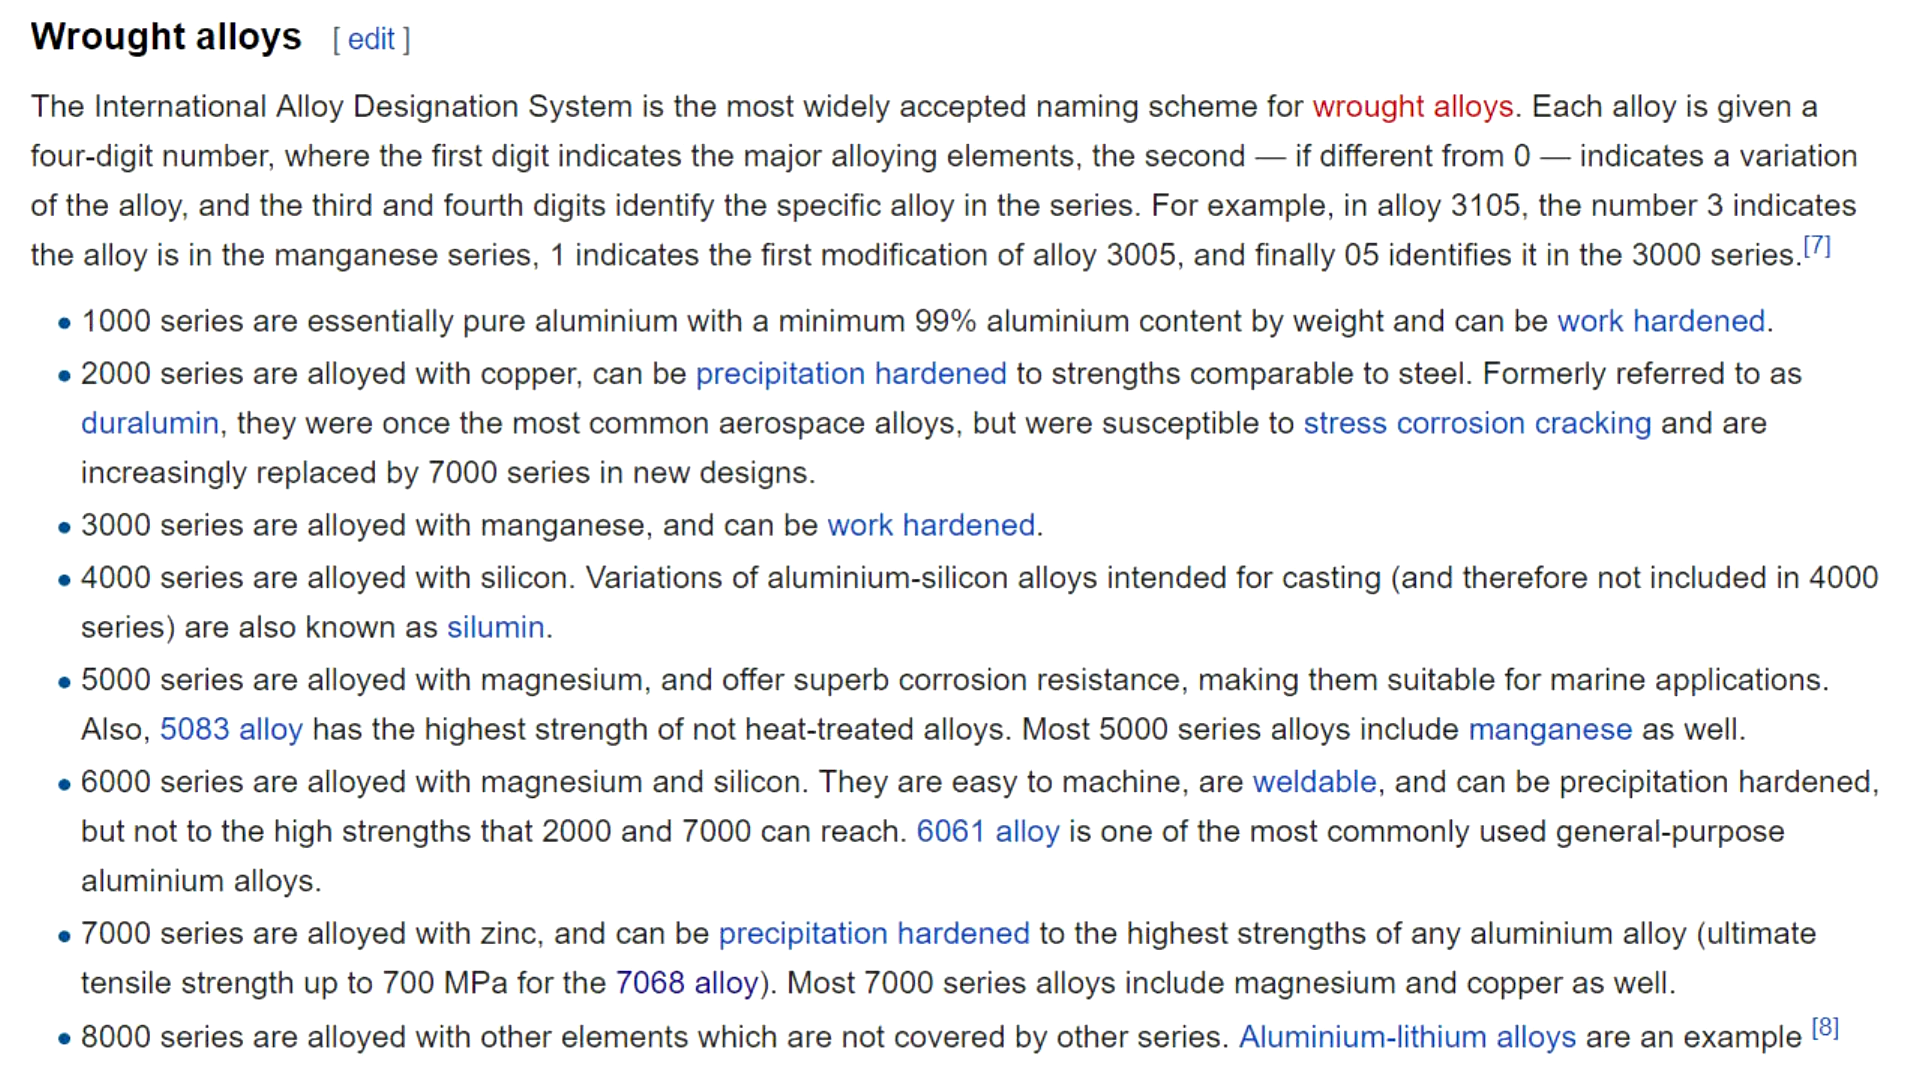 Wrought alloys [ edit ]
The International Alloy Designation System is the most widely accepted naming scheme for wrought alloys. Each alloy is given a
four-digit number, where the first digit indicates the major alloying elements, the second — if different from 0 — indicates a variation
of the alloy, and the third and fourth digits identify the specific alloy in the series. For example, in alloy 3105, the number 3 indicates
the alloy is in the manganese series, 1 indicates the first modification of alloy 3005, and finally 05 identifies it in the 3000 series.[7]
• 1000 series are essentially pure aluminium with a minimum 99% aluminium content by weight and can be work hardened.
• 2000 series are alloyed with copper, can be precipitation hardened to strengths comparable to steel. Formerly referred to as
duralumin, they were once the most common aerospace alloys, but were susceptible to stress corrosion cracking and are
increasingly replaced by 7000 series in new designs.
• 3000 series are alloyed with manganese, and can be work hardened.
• 4000 series are alloyed with silicon. Variations of aluminium-silicon alloys intended for casting (and therefore not included in 4000
series) are also known as silumin.
• 5000 series are alloyed with magnesium, and offer superb corrosion resistance, making them suitable for marine applications.
Also, 5083 alloy has the highest strength of not heat-treated alloys. Most 5000 series alloys include manganese as well.
• 6000 series are alloyed with magnesium and silicon. They are easy to machine, are weldable, and can be precipitation hardened,
but not to the high strengths that 2000 and 7000 can reach. 6061 alloy is one of the most commonly used general-purpose
aluminium alloys.
• 7000 series are alloyed with zinc, and can be precipitation hardened to the highest strengths of any aluminium alloy (ultimate
tensile strength up to 700 MPa for the 7068 alloy). Most 7000 series alloys include magnesium and copper as well.
• 8000 series are alloyed with other elements which are not covered by other series. Aluminium-lithium alloys are an example [8]